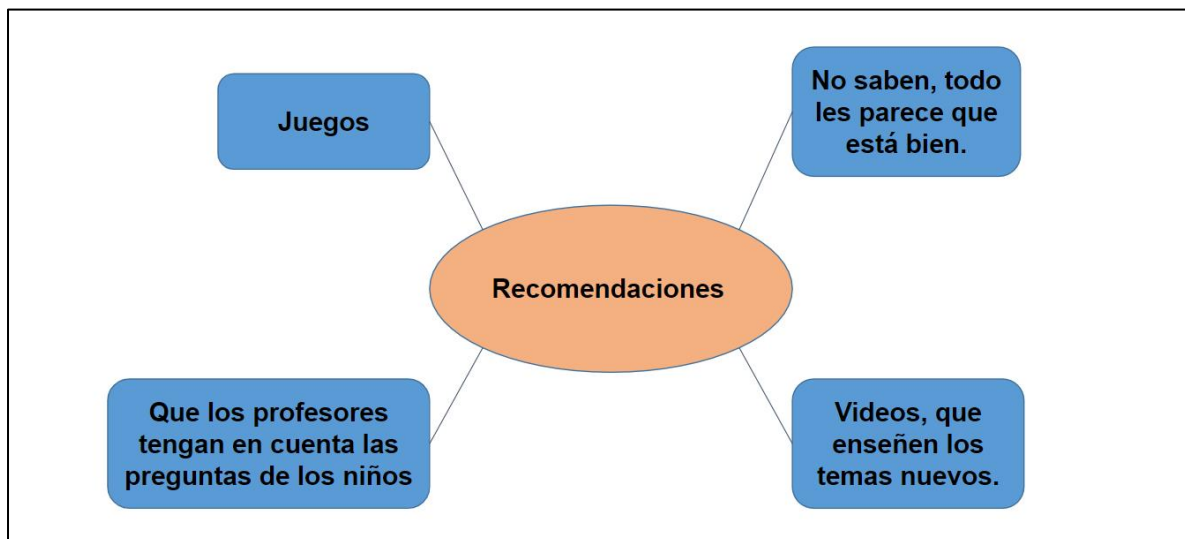 Juegos
No saben, todo
les parece que
está bien.
Recomendaciones
Que los profesores
tengan en cuenta las
preguntas de los niños
Videos, que
enseñen los
temas nuevos.